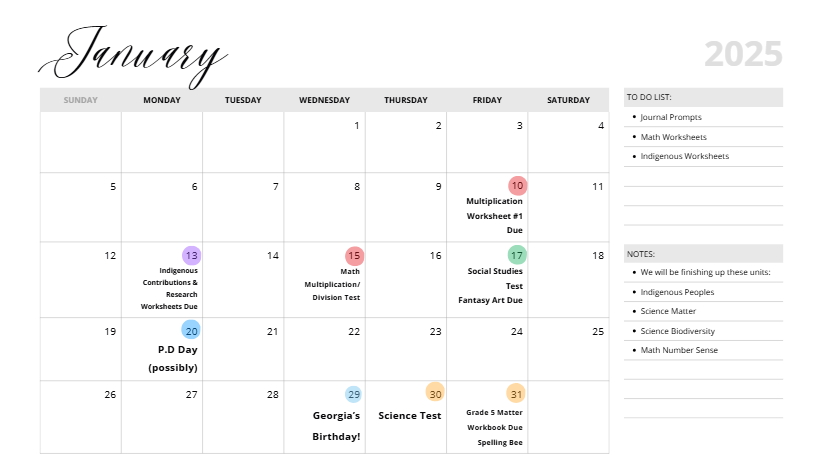 January
2025
SUNDAY MONDAY TUESDAY WEDNESDAY THURSDAY FRIDAY SATURDAY
1 2 3 4
5 6 7 8 9 10 11
Multiplication
Worksheet #1
Due
12 13 14 15 16 17 18
Indigenous
Contributions &
Research
Worksheets Due
Math
Multiplication/
Division Test
Social Studies
Test
Fantasy Art Due
19 20 21 22 23 24 25
P.D Day
(possibly)
26 27 28 29 30 31
Georgia's
Birthday!
Science Test
Grade 5 Matter
Workbook Due
Spelling Bee
TO DO LIST:
• Journal Prompts
• Math Worksheets
• Indigenous Worksheets
NOTES:
• We will be finishing up these units:
• Indigenous Peoples
• Science Matter
• Science Biodiversity
• Math Number Sense